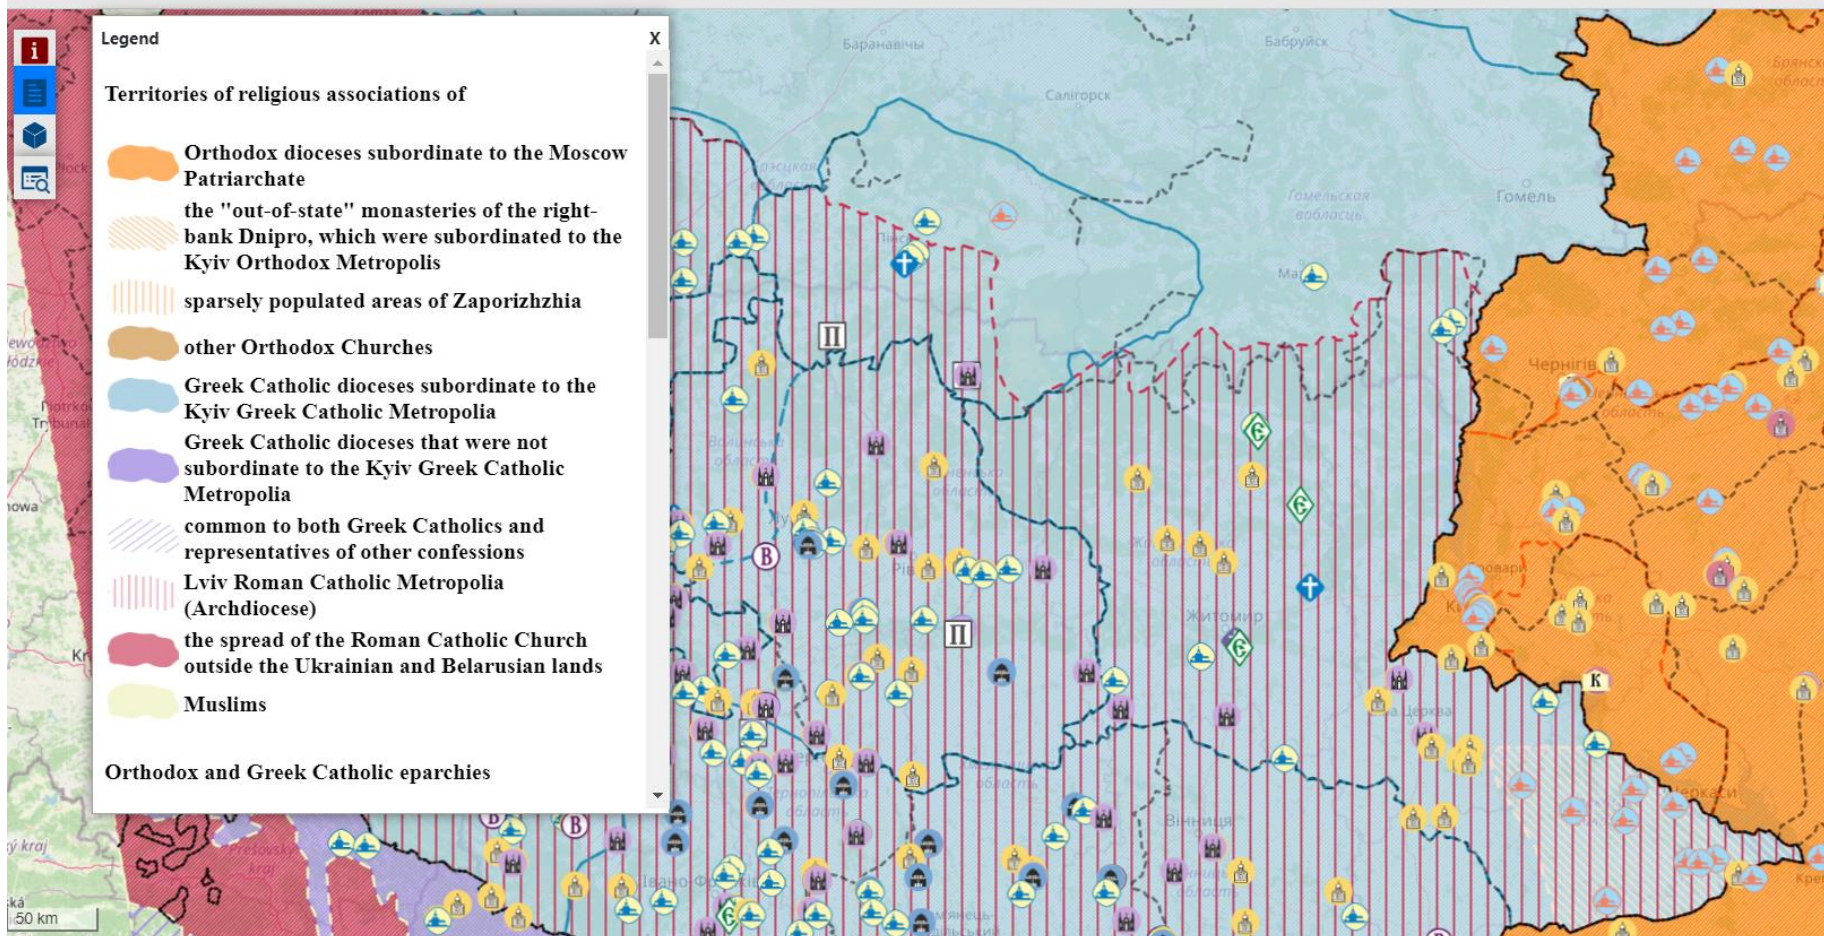 Legend
X
Territories of religious associations of
Orthodox dioceses subordinate to the Moscow
Patriarchate
the "out-of-state" monasteries of the right-
bank Dnipro, which were subordinated to the
Kyiv Orthodox Metropolis
sparsely populated areas of Zaporizhzhia
other Orthodox Churches
Greek Catholic dioceses subordinate to the
Kyiv Greek Catholic Metropolia
Greek Catholic dioceses that were not
subordinate to the Kyiv Greek Catholic
Metropolia
common to both Greek Catholics and
representatives of other confessions
Lviv Roman Catholic Metropolia
(Archdiocese)
the spread of the Roman Catholic Church
outside the Ukrainian and Belarusian lands
Muslims
Orthodox and Greek Catholic eparchies
50 km
Баранавічы
Бабруйск
Салігорск
Гомельская
вобласць
Гомель
Чернігів
область
П
В
Є
Є
Житомир
Є
П
К
Вінниця
область
В
В
Є
kraj